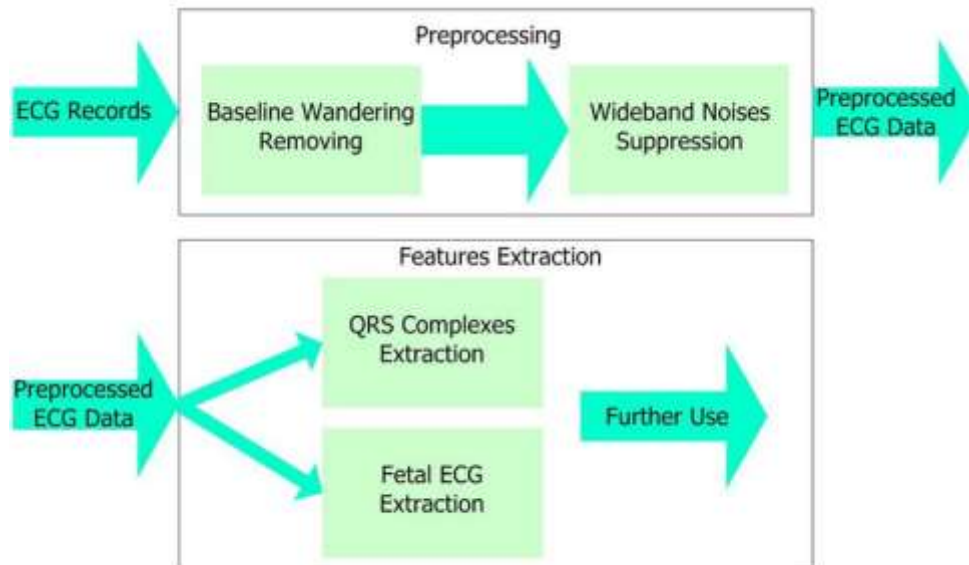 Preprocessing
ECG Records
Baseline Wandering
Removing
Wideband Noises
Suppression
Preprocessed
ECG Data
Features Extraction
Preprocessed
ECG Data
QRS Complexes
Extraction
Fetal ECG
Extraction
Further Use